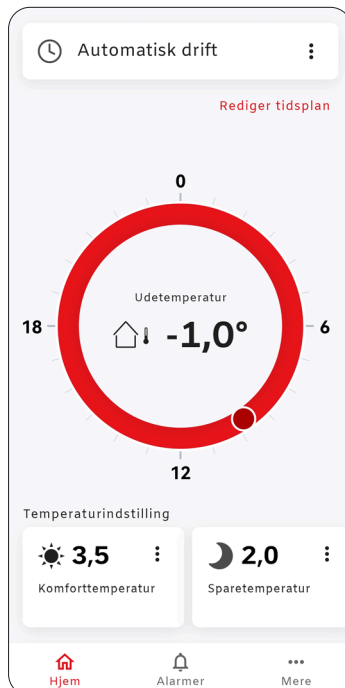 Automatisk drift
Rediger tidsplan
0
Udetemperatur
18
-1,0°
6
12
Temperaturindstilling
3,5
2,0
Komforttemperatur
Sparetemperatur
Hjem
Alarmer
Mere